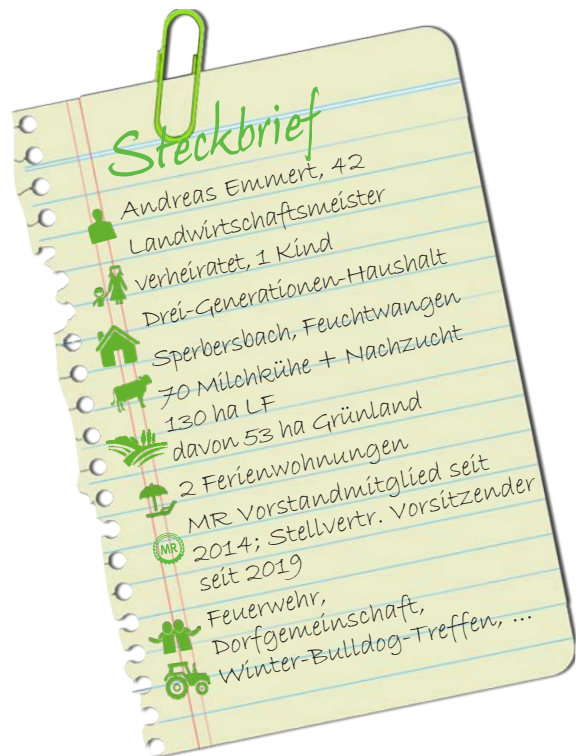 Steckbrief
Andreas Emmert, 42
Landwirtschaftsmeister
verheiratet, 1 Kind
Drei-Generationen-Haushalt
Sperbersbach, Feuchtwangen
70 Milchkühe + Nachzucht
130 ha LF
davon 53 ha Grünland
2 Ferienwohnungen
MR Vorstandmitglied seit
2014; Stellvertr. Vorsitzender
seit 2019
MR
Feuerwehr,
Dorfgemeinschaft,
Winter-Bulldog-Treffen, ...